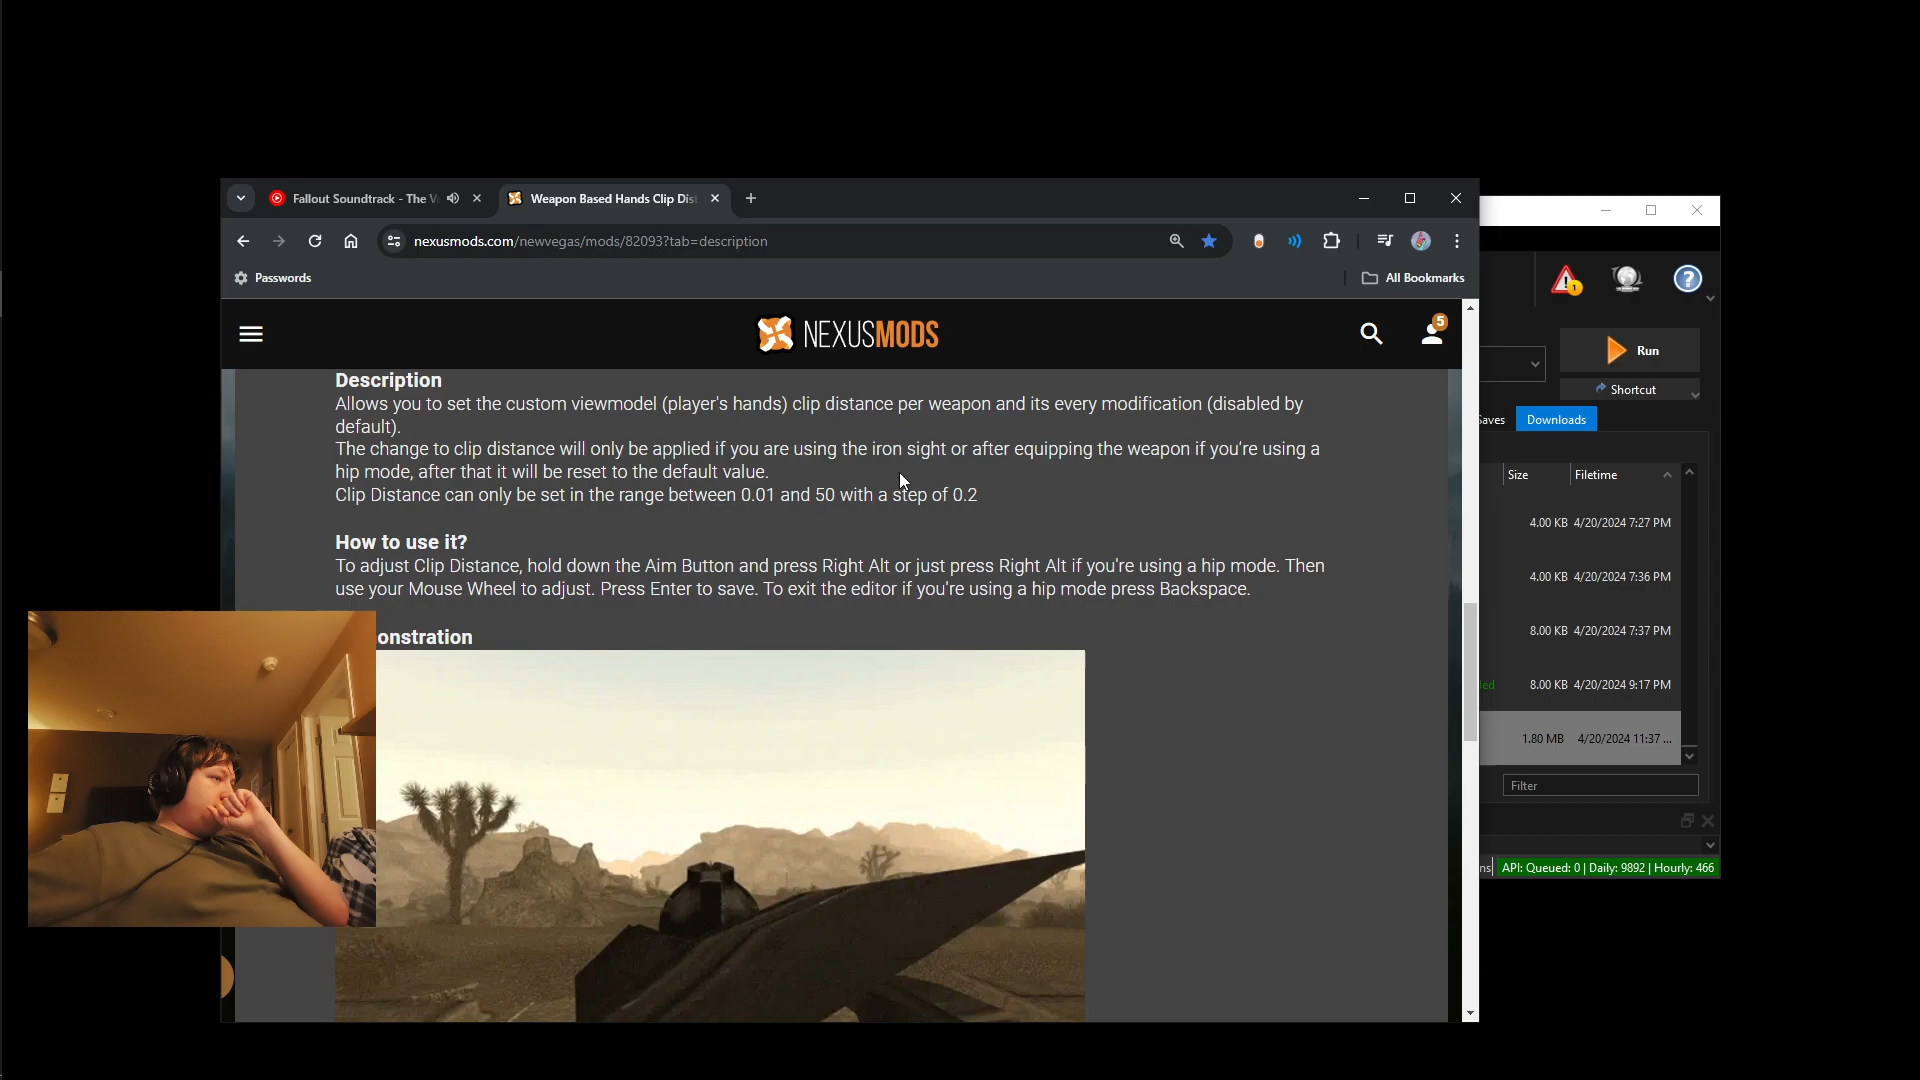 Fallout Soundtrack - The V
Weapon Based Hands Clip Dis
nexusmods.com/newvegas/mods/82093?tab=description
Passwords
All Bookmarks
NEXUSMODS
5
1
?
Run
Shortcut
Saves
Downloads
Size
Filetime
4.00 KB 4/20/2024 7:27 PM
4.00 KB 4/20/2024 7:36 PM
8.00 KB 4/20/2024 7:37 PM
8.00 KB 4/20/2024 9:17 PM
1.80 MB 4/20/2024 11:37 ...
Filter
API: Queued: 0 | Daily: 9892 | Hourly: 466
Description
Allows you to set the custom viewmodel (player's hands) clip distance per weapon and its every modification (disabled by
default).
The change to clip distance will only be applied if you are using the iron sight or after equipping the weapon if you're using a
hip mode, after that it will be reset to the default value.
Clip Distance can only be set in the range between 0.01 and 50 with a step of 0.2
How to use it?
To adjust Clip Distance, hold down the Aim Button and press Right Alt or just press Right Alt if you're using a hip mode. Then
use your Mouse Wheel to adjust. Press Enter to save. To exit the editor if you're using a hip mode press Backspace.
onstration